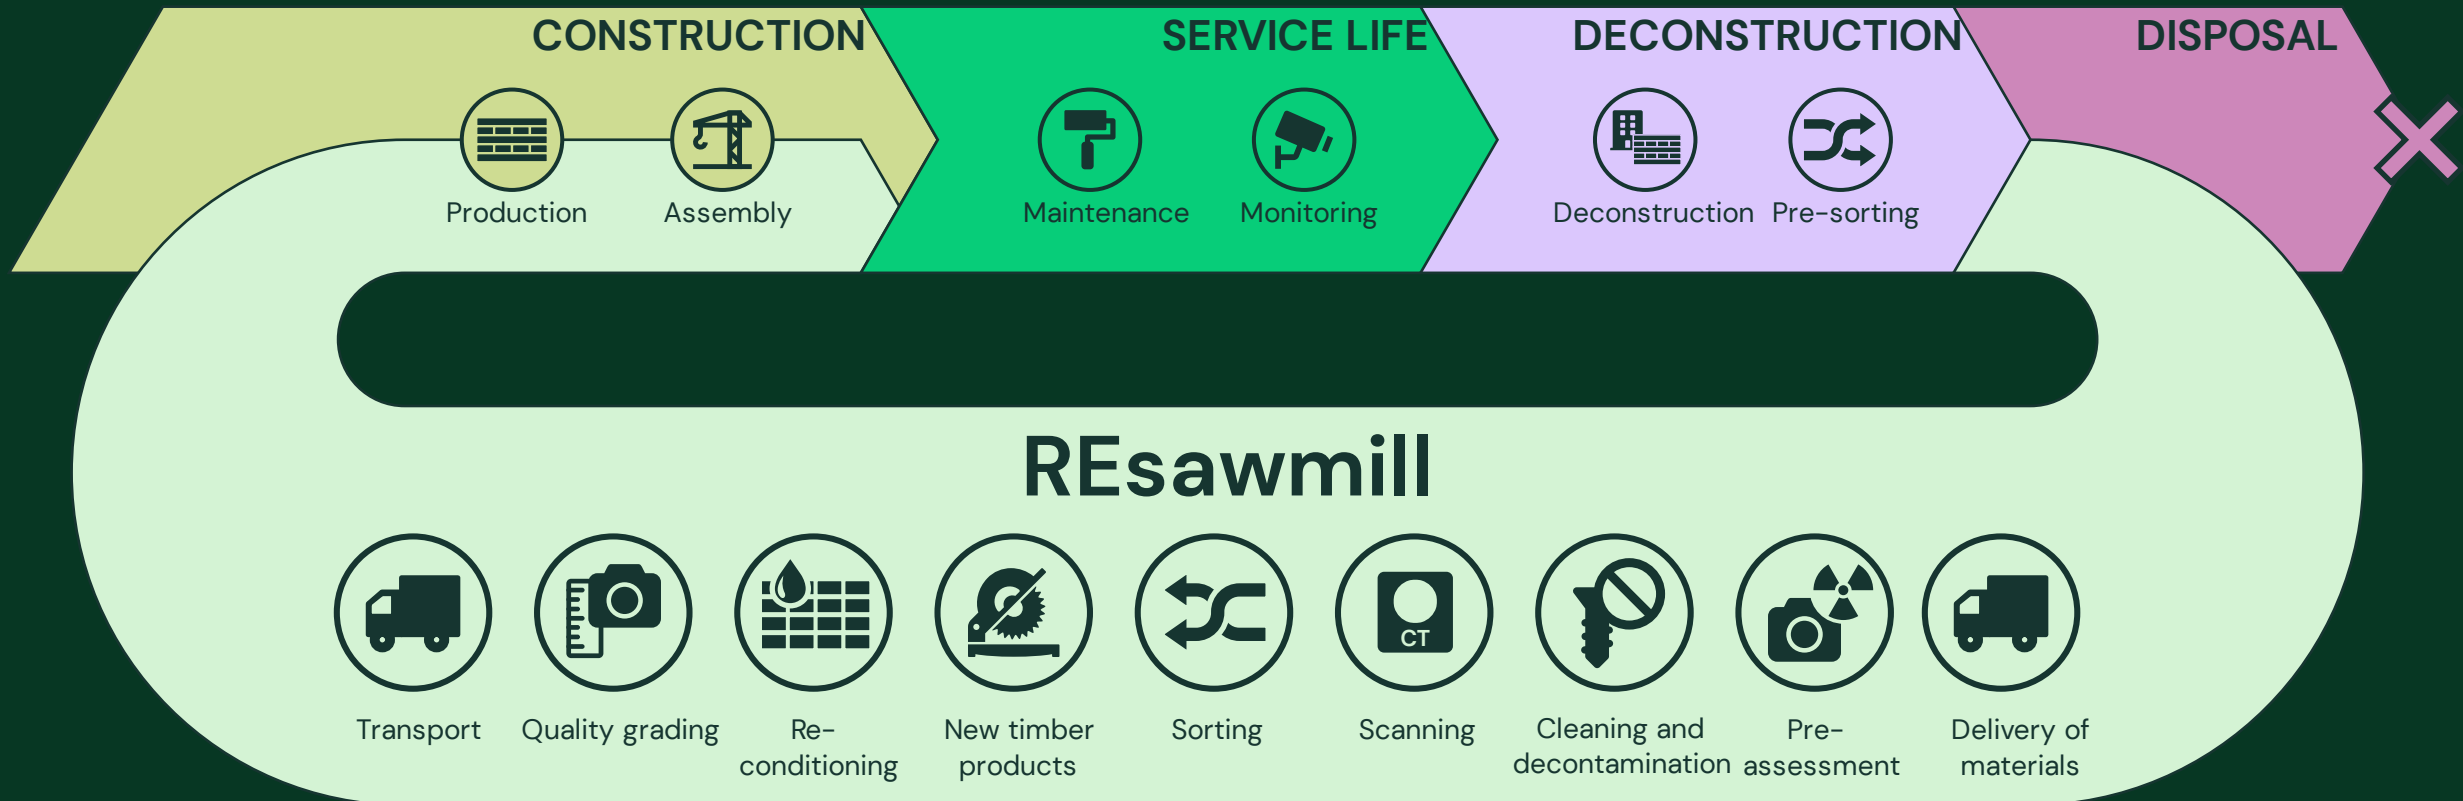 CONSTRUCTION
SERVICE LIFE
DECONSTRUCTION
DISPOSAL
Production
Assembly
Maintenance
Monitoring
Deconstruction
Pre-sorting
REsawmill
CT
Transport
Quality grading
Re-
conditioning
New timber
products
Sorting
Scanning
Cleaning and
decontamination
Pre-
assessment
Delivery of
materials